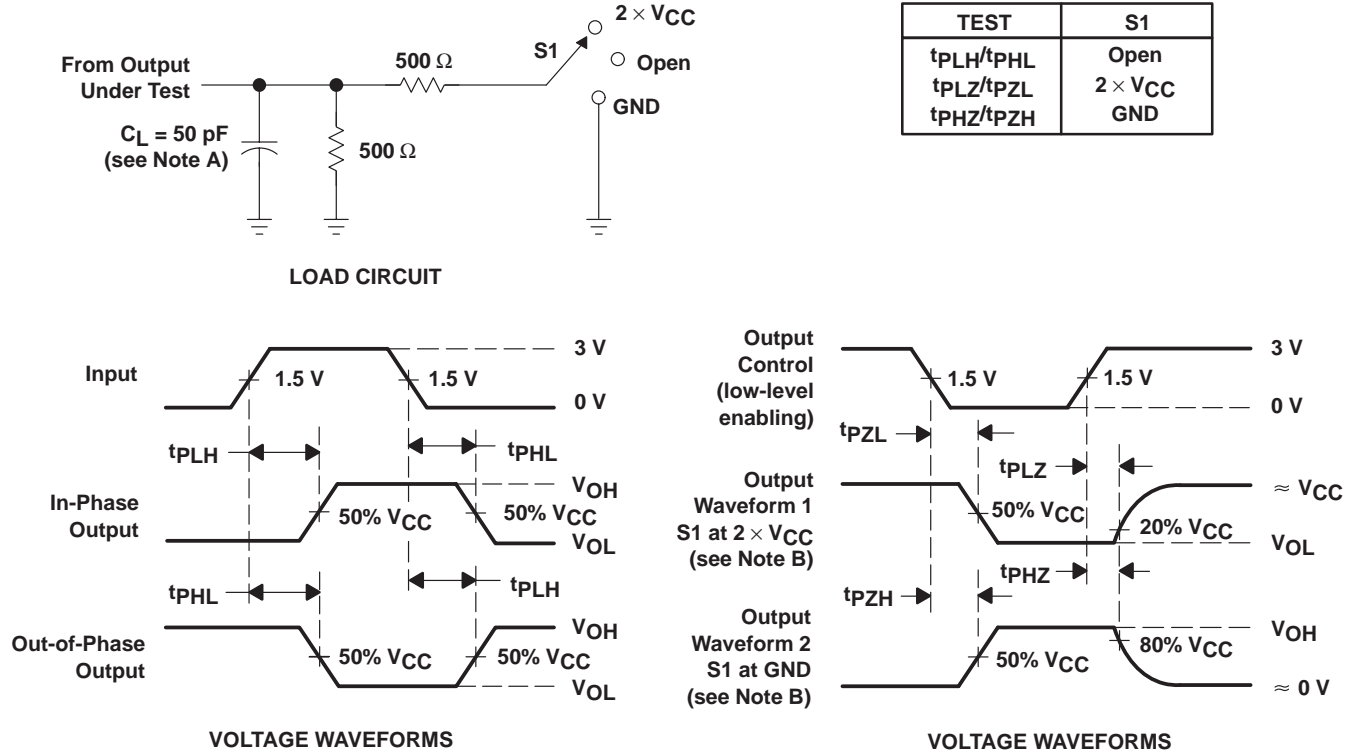 2 × VCC
S1
Open
GND
500 Ω
From Output
Under Test
CL = 50 pF
(see Note A)
500 Ω
LOAD CIRCUIT
TEST S1
tPLH/tPHL Open
tPLZ/tPZL 2 × VCC
tPHZ/tPZH GND
Input
1.5 V 1.5 V
3 V
0 V
tPLH tPHL
In-Phase
Output
50% VCC 50% VCC
VOH
VOL
tPHL tPLH
Out-of-Phase
Output
50% VCC 50% VCC
VOH
VOL
VOLTAGE WAVEFORMS
Output
Control
(low-level
enabling)
1.5 V 1.5 V
3 V
0 V
tPZL
tPLZ
Output
Waveform 1
S1 at 2 × VCC
(see Note B)
50% VCC 20% VCC
≈ VCC
VOL
tPZH
tPHZ
Output
Waveform 2
S1 at GND
(see Note B)
50% VCC 80% VCC
VOH
≈ 0 V
VOLTAGE WAVEFORMS